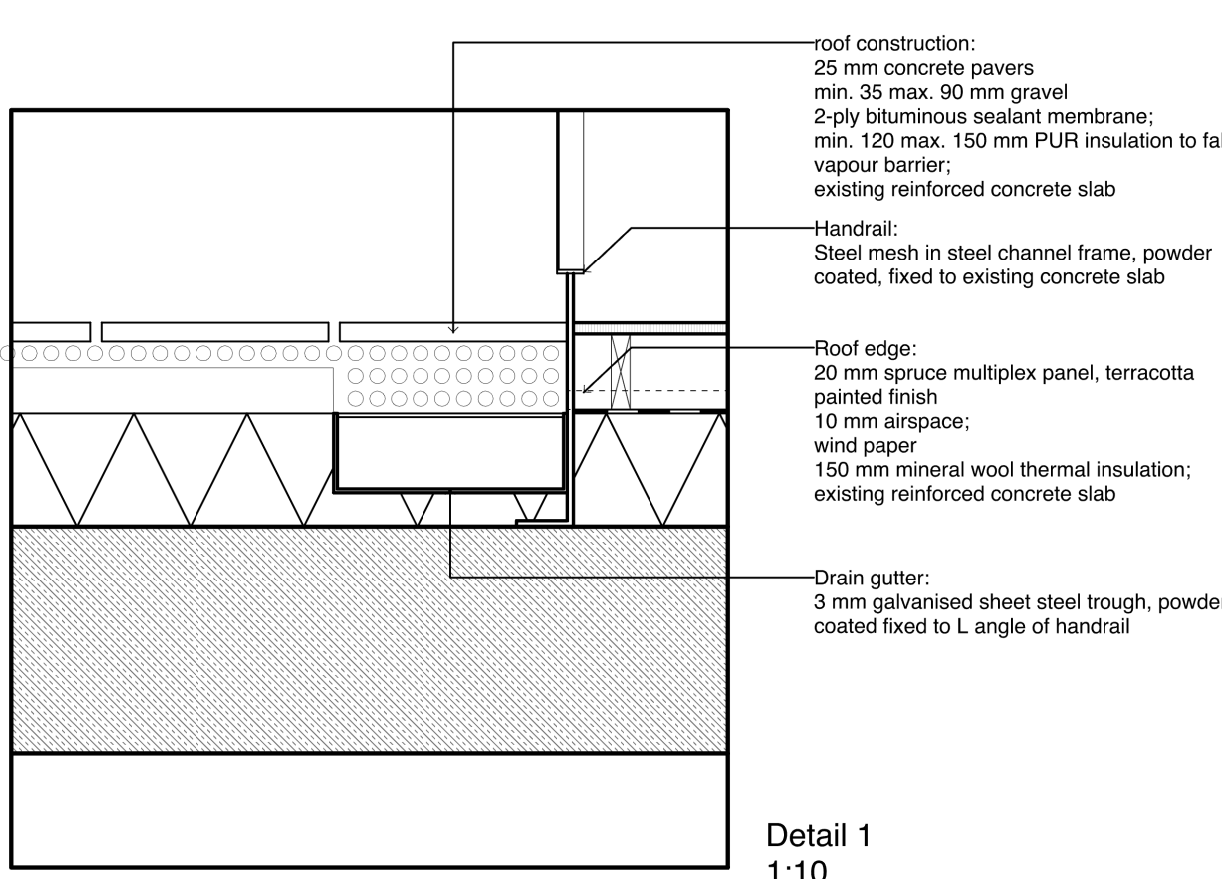 roof construction:
25 mm concrete pavers
min. 35 max. 90 mm gravel
2-ply bituminous sealant membrane;
min. 120 max. 150 mm PUR insulation to
vapour barrier;
existing reinforced concrete slab
Handrail:
Steel mesh in steel channel frame, powder
coated, fixed to existing concrete slab
Roof edge:
20 mm spruce multiplex panel, terracotta
painted finish
10 mm airspace;
wind paper
150 mm mineral wool thermal insulation;
existing reinforced concrete slab
Drain gutter:
3 mm galvanised sheet steel trough,
coated fixed to L angle of handrail
Detail 1
1:10